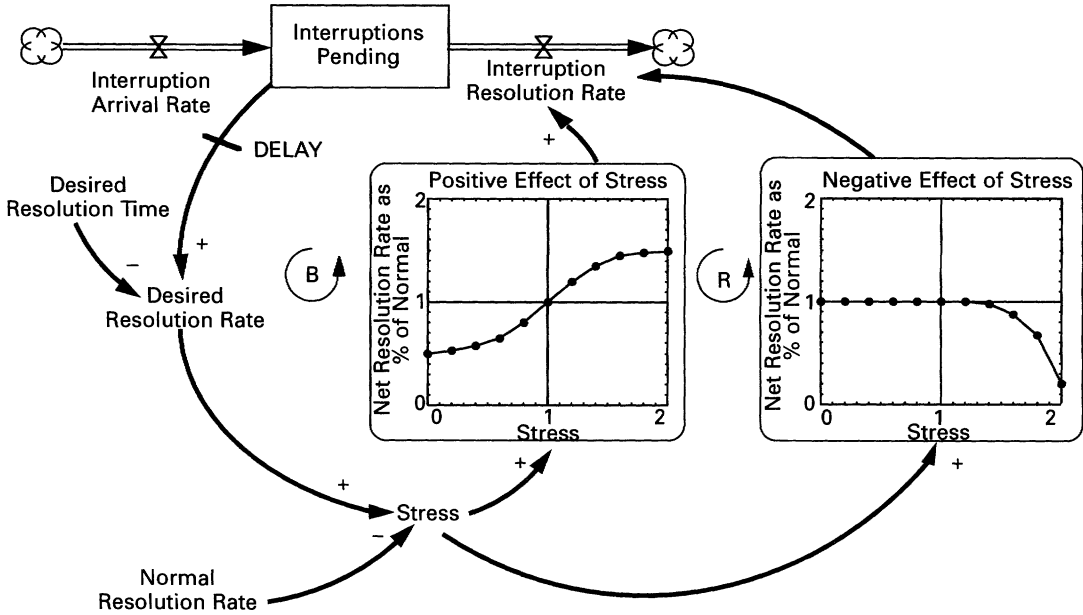 Interruptions
Pending
Interruption
Arrival Rate
Interruption
Resolution Rate
DELAY
+
Desired
Resolution Time
+
−
Desired
Resolution Rate
B
Positive Effect of Stress
Net Resolution Rate as
% of Normal
2
1
0
0 1 2
Stress
R
Negative Effect of Stress
Net Resolution Rate as
% of Normal
2
1
0
0 1 2
Stress
+
+
+
Stress
−
Normal
Resolution Rate